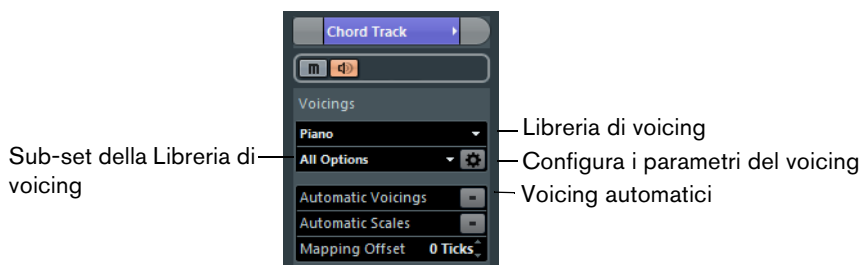 Chord Track
m
Voicings
Piano
Libreria di voicing
Sub-set della Libreria di
voicing
All Options
Configura i parametri del voicing
Automatic Voicings
Voicing automatici
Automatic Scales
Mapping Offset 0 Ticks